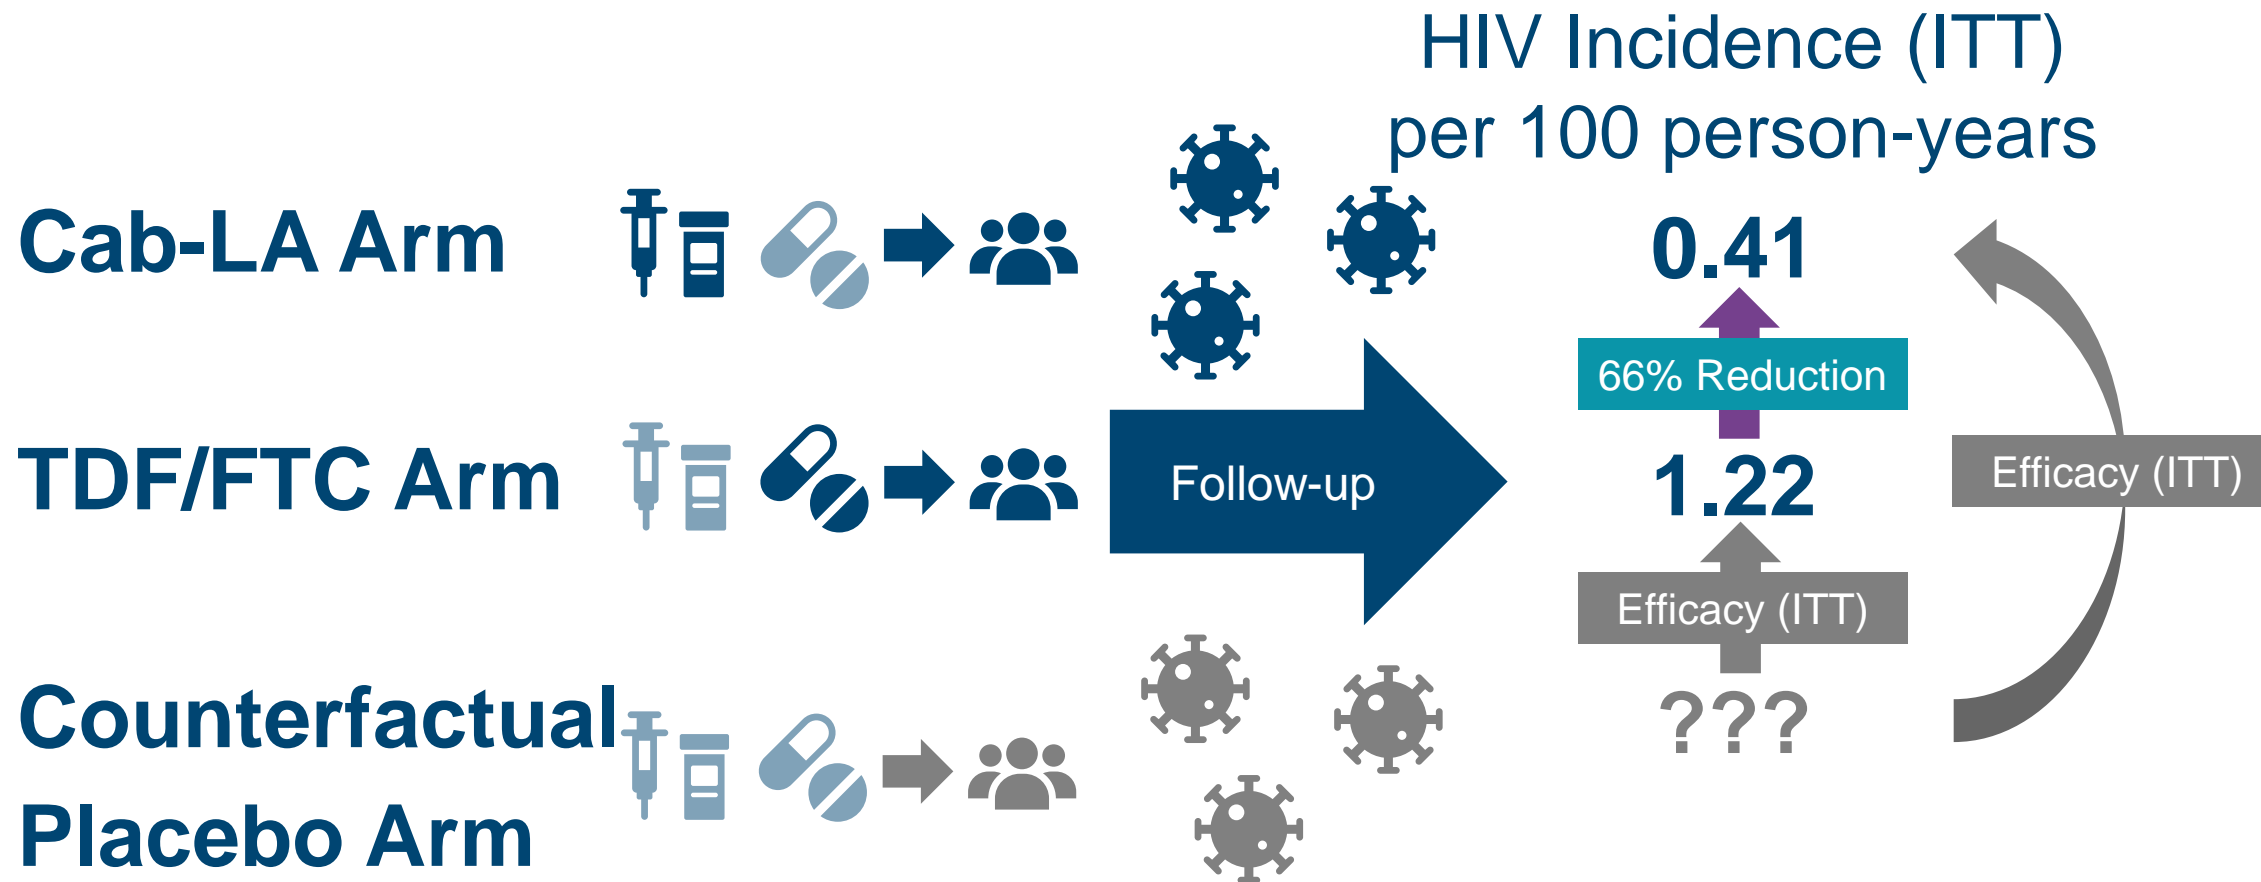 HIV Incidence (ITT)
per 100 person-years
Cab-LA Arm
0.41
66% Reduction
TDF/FTC Arm
Follow-up
1.22
Efficacy (ITT)
Efficacy (ITT)
Counterfactual
Placebo Arm
???